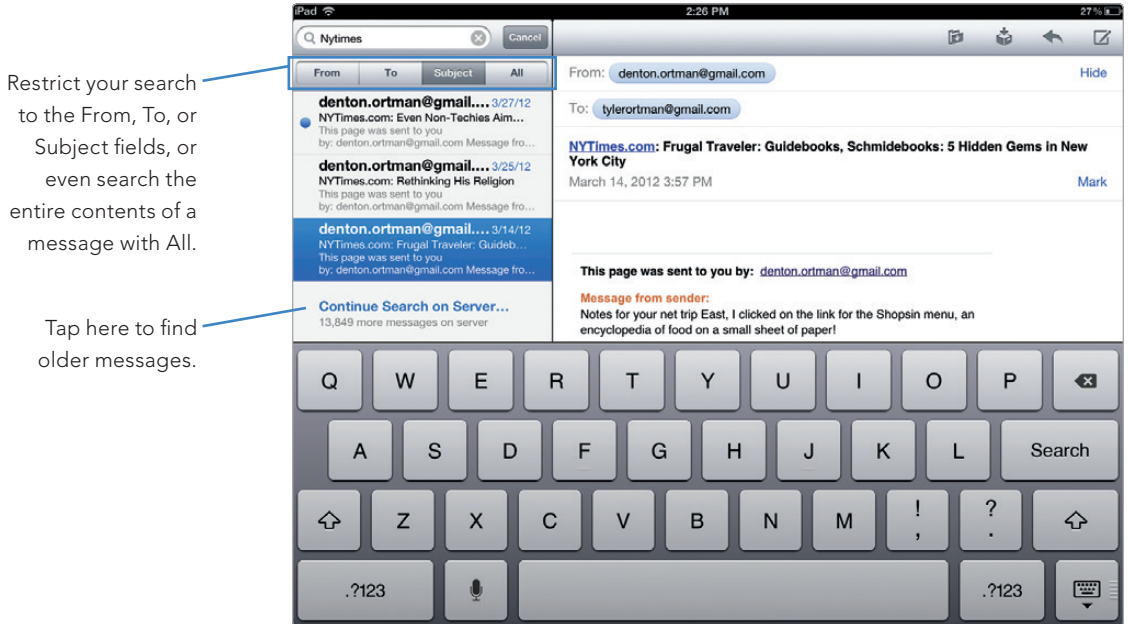 iPad 2:26 PM 27%
Nytimes Cancel
From To Subject All
Restrict your search
to the From, To, or
Subject fields, or
even search the
entire contents of a
message with All.
denton.ortman@gmail.... 3/27/12
NYTimes.com: Even Non-Techies Aim...
This page was sent to you
by: denton.ortman@gmail.com Message fro...
denton.ortman@gmail.... 3/25/12
NYTimes.com: Rethinking His Religion
This page was sent to you
by: denton.ortman@gmail.com Message fro...
denton.ortman@gmail.... 3/14/12
NYTimes.com: Frugal Traveler: Guideb...
This page was sent to you
by: denton.ortman@gmail.com Message fro...
Continue Search on Server...
13,849 more messages on server
Tap here to find
older messages.
From: denton.ortman@gmail.com Hide
To: tylerortman@gmail.com
NYTimes.com: Frugal Traveler: Guidebooks, Schmidebooks: 5 Hidden Gems in New
York City
March 14, 2012 3:57 PM Mark
This page was sent to you by: denton.ortman@gmail.com
Message from sender:
Notes for your net trip East, I clicked on the link for the Shopsin menu, an
encyclopedia of food on a small sheet of paper!
Q W E R T Y U I O P
A S D F G H J K L Search
Z X C V B N M ! , ? .
.?123 .?123